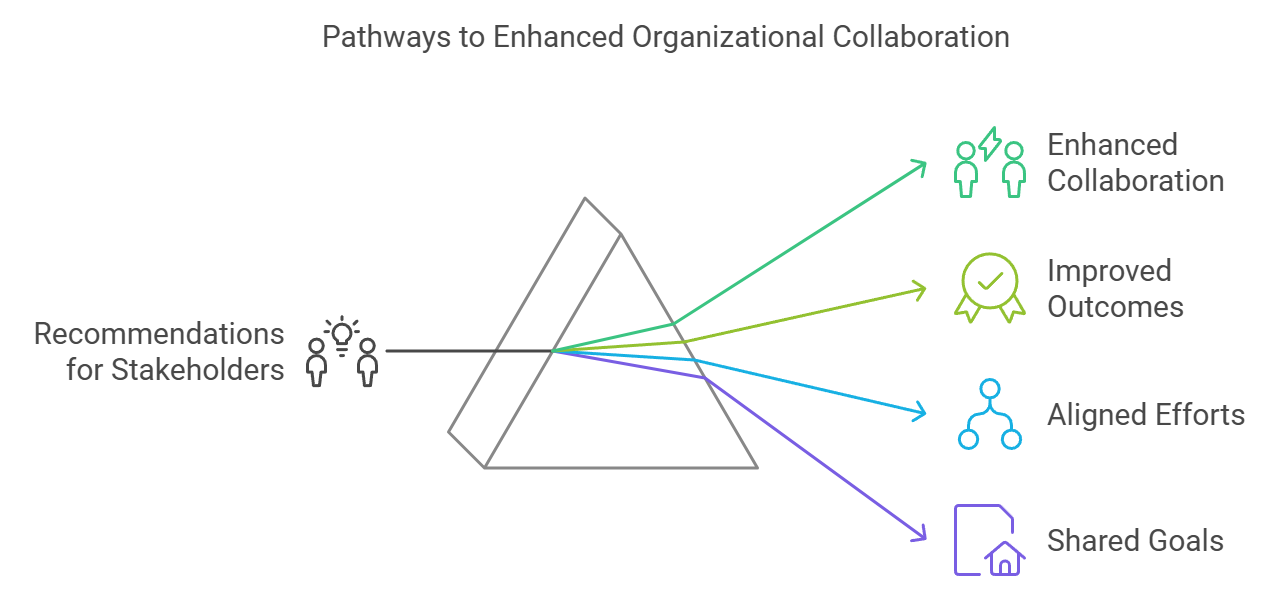 Pathways to Enhanced Organizational Collaboration
Recommendations
for Stakeholders
Enhanced
Collaboration
Improved
Outcomes
Aligned Efforts
Shared Goals